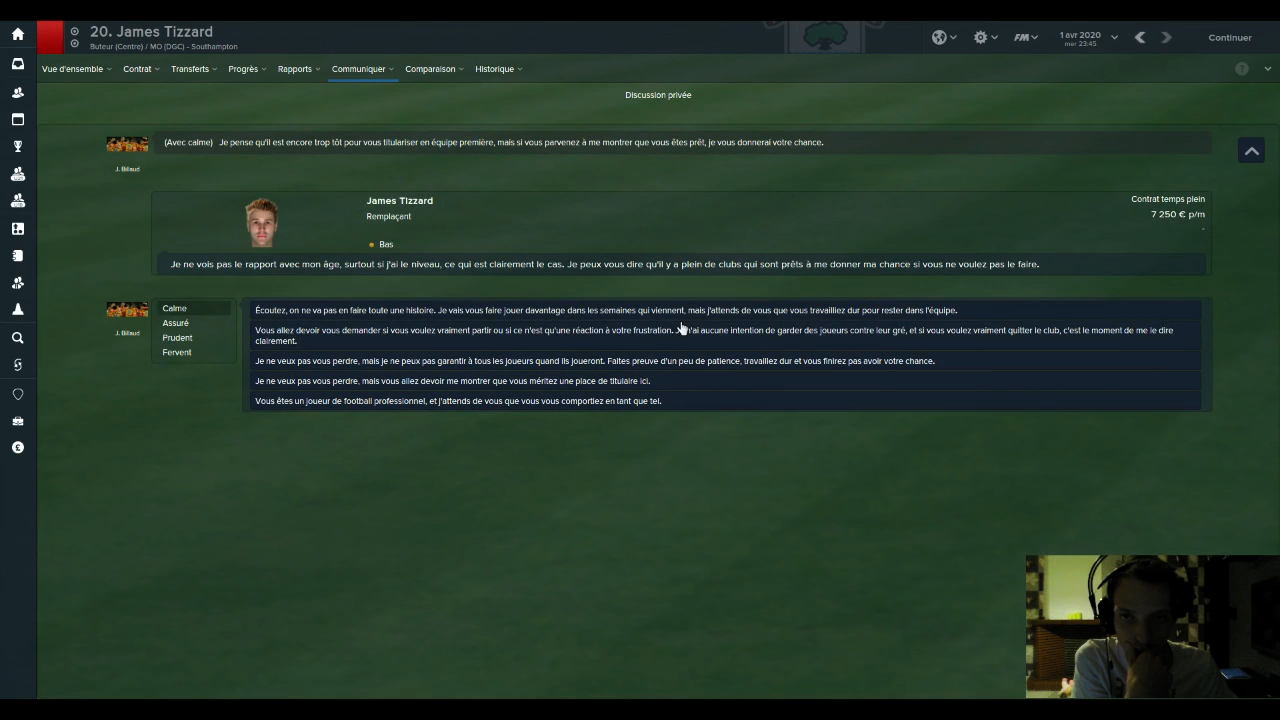 20. James Tizzard
Buteur (Centre) / MO (DGC) - Southampton
FM
1 avr 2020
mer 23:45
Continuer
Vue d'ensemble
Contrat
Transferts
Progrès
Rapports
Communiquer
Comparaison
Historique
?
Discussion privée
(Avec calme) Je pense qu'il est encore trop tôt pour vous titulariser en équipe première, mais si vous parvenez à me montrer que vous êtes prêt, je vous donnerai votre chance.
J. Billaud
James Tizzard
Remplaçant
Contrat temps plein
7 250 € p/m
-
Bas
Je ne vois pas le rapport avec mon âge, surtout si j'ai le niveau, ce qui est clairement le cas. Je peux vous dire qu'il y a plein de clubs qui sont prêts à me donner ma chance si vous ne voulez pas le faire.
J. Billaud
Calme
Assuré
Prudent
Fervent
Écoutez, on ne va pas en faire toute une histoire. Je vais vous faire jouer davantage dans les semaines qui viennent, mais j'attends de vous que vous travailliez dur pour rester dans l'équipe.
Vous allez devoir vous demander si vous voulez vraiment partir ou si ce n'est qu'une réaction à votre frustration. n'ai aucune intention de garder des joueurs contre leur gré, et si vous voulez vraiment quitter le club, c'est le moment de me le dire
clairement.
Je ne veux pas vous perdre, mais je ne peux pas garantir à tous les joueurs quand ils joueront. Faites preuve d'un peu de patience, travaillez dur et vous finirez pas avoir votre chance.
Je ne veux pas vous perdre, mais vous allez devoir me montrer que vous méritez une place de titulaire ici.
Vous êtes un joueur de football professionnel, et j'attends de vous que vous vous comportiez en tant que tel.